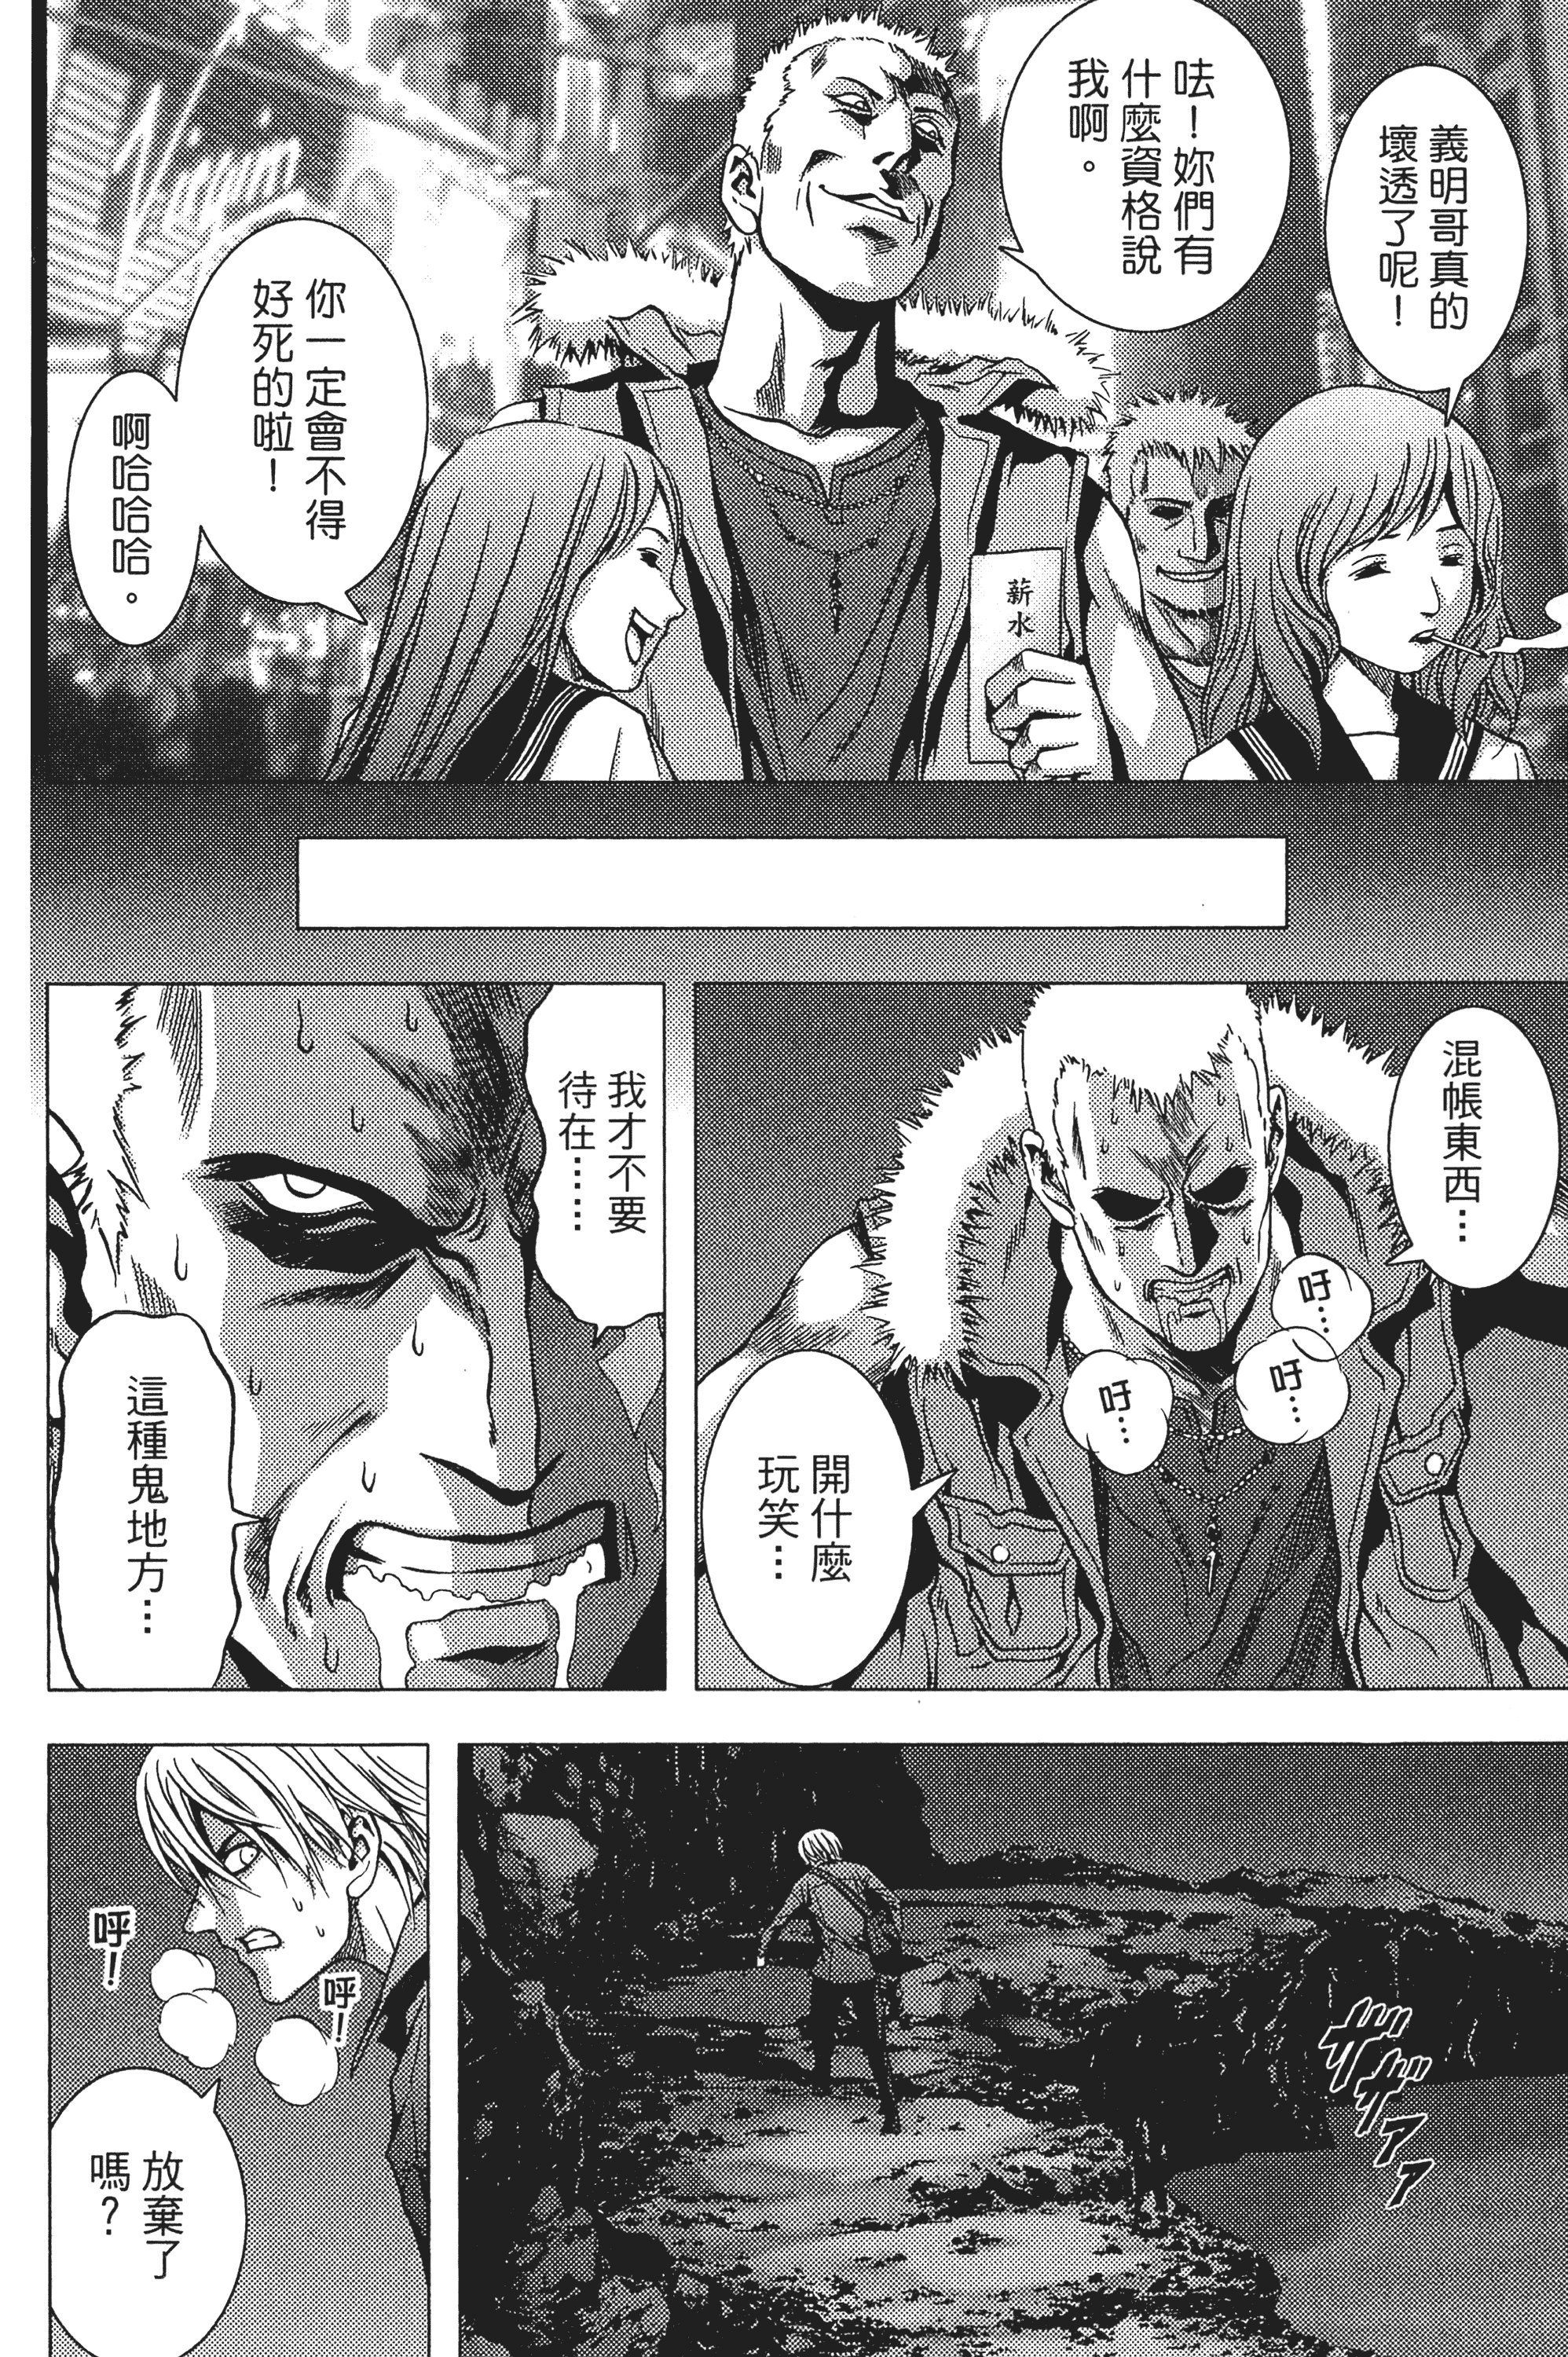 義明哥真的
壞透了呢！
呿！妳們有
什麼資格說
我啊。
薪水
你一定會不得
好死的啦！
啊哈哈哈。
混帳東西…
吁…
吁…
吁…
開什麼
玩笑…
我才不要
待在……
這種鬼地方…
ザザァァ
呼！
呼！
放棄了
嗎？